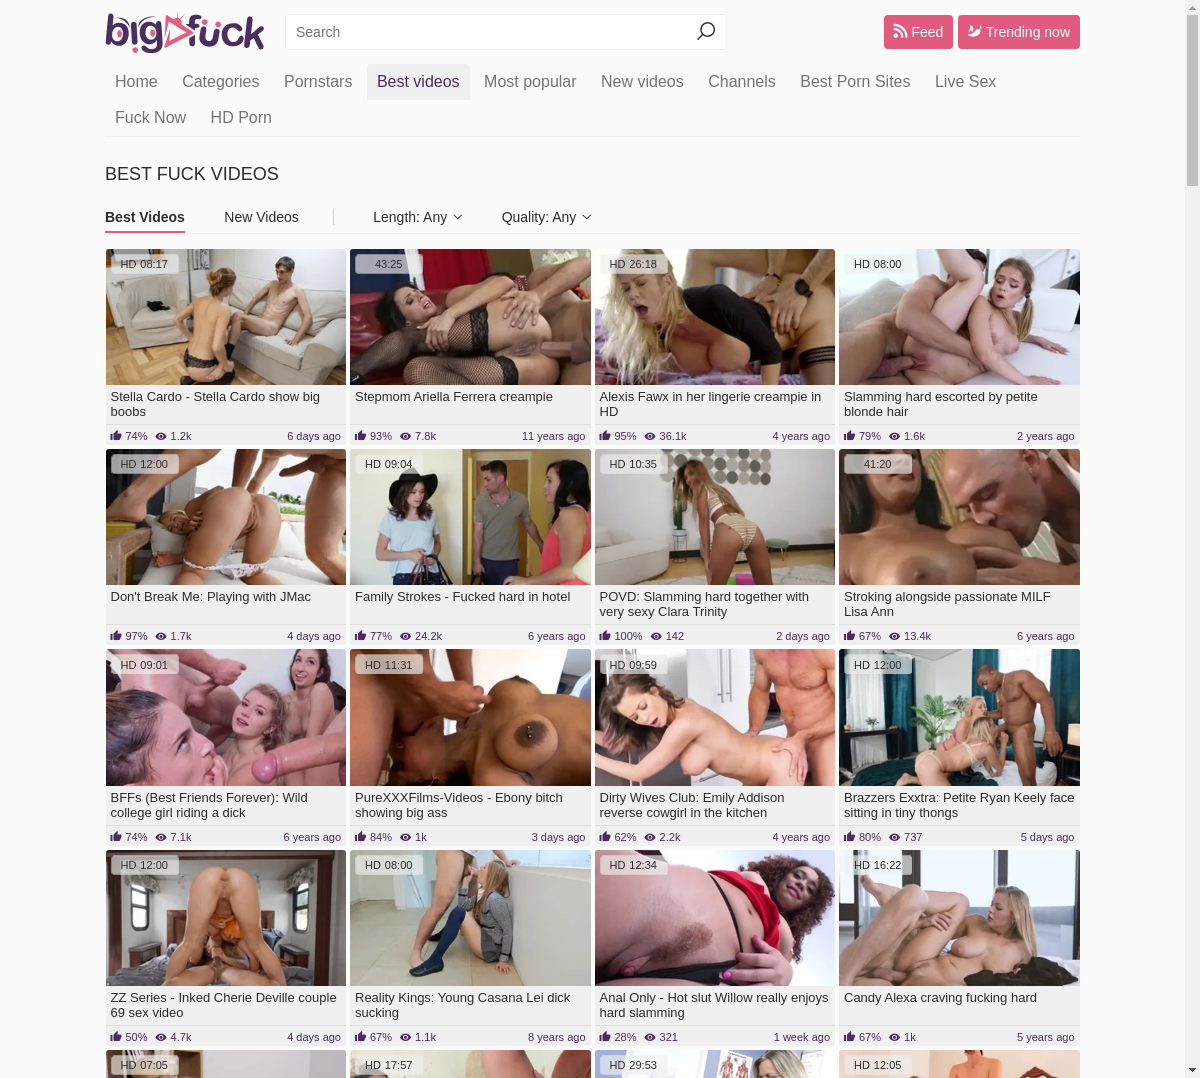 bigfuck
Search
Feed
Trending now
Home Categories Pornstars Best videos Most popular New videos Channels Best Porn Sites Live Sex
Fuck Now HD Porn
BEST FUCK VIDEOS
Best Videos New Videos Length: Any Quality: Any
HD 08:17
43:25
HD 26:18
HD 08:00
Stella Cardo - Stella Cardo show big
boobs
74% 1.2k 6 days ago
Stepmom Ariella Ferrera creampie
93% 7.8k 11 years ago
Alexis Fawx in her lingerie creampie in
HD
95% 36.1k 4 years ago
Slamming hard escorted by petite
blonde hair
79% 1.6k 2 years ago
HD 12:00
HD 09:04
HD 10:35
41:20
Don't Break Me: Playing with JMac
97% 1.7k 4 days ago
Family Strokes - Fucked hard in hotel
77% 24.2k 6 years ago
POVD: Slamming hard together with
very sexy Clara Trinity
100% 142 2 days ago
Stroking alongside passionate MILF
Lisa Ann
67% 13.4k 6 years ago
HD 09:01
HD 11:31
HD 09:59
HD 12:00
BFFs (Best Friends Forever): Wild
college girl riding a dick
74% 7.1k 6 years ago
PureXXXFilms-Videos - Ebony bitch
showing big ass
84% 1k 3 days ago
Dirty Wives Club: Emily Addison
reverse cowgirl in the kitchen
62% 2.2k 4 years ago
Brazzers Exxtra: Petite Ryan Keely face
sitting in tiny thongs
80% 737 5 days ago
HD 12:00
HD 08:00
HD 12:34
HD 16:22
ZZ Series - Inked Cherie Deville couple
69 sex video
50% 4.7k 4 days ago
Reality Kings: Young Casana Lei dick
sucking
67% 1.1k 8 years ago
Anal Only - Hot slut Willow really enjoys
hard slamming
28% 321 1 week ago
Candy Alexa craving fucking hard
67% 1k 5 years ago
HD 07:05
HD 17:57
HD 29:53
HD 12:05